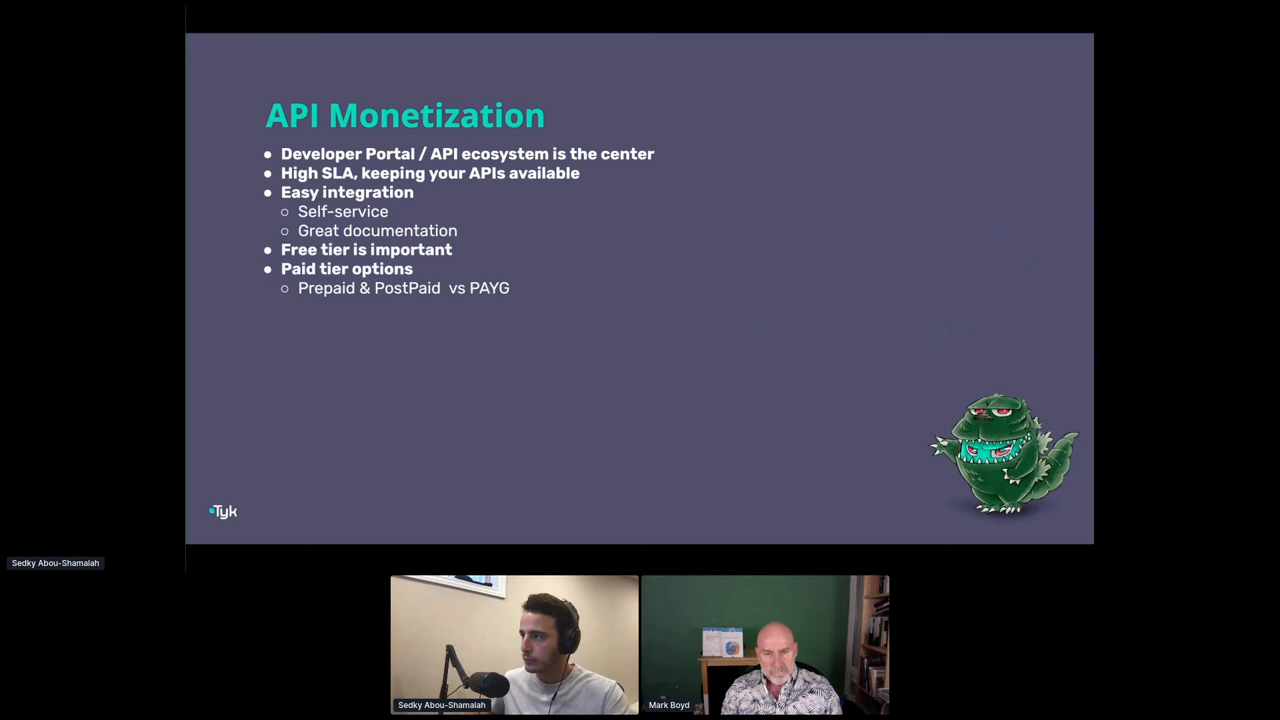 API Monetization
● Developer Portal / API ecosystem is the center
● High SLA, keeping your APIs available
● Easy integration
○ Self-service
○ Great documentation
● Free tier is important
● Paid tier options
○ Prepaid & PostPaid  vs PAYG
Tyk
Sedky Abou-Shamalah
Sedky Abou-Shamalah
Mark Boyd